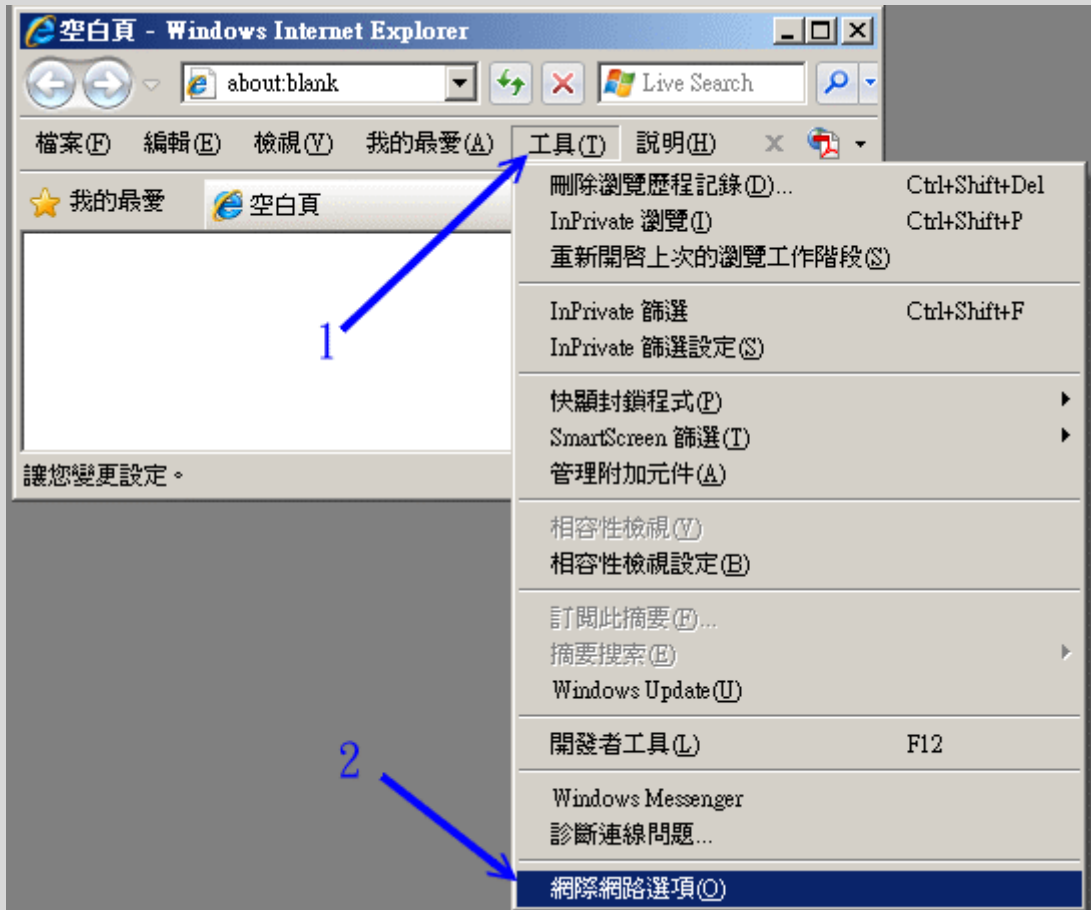 空白頁 - Windows Internet Explorer
about:blank
Live Search
檔案(F) 編輯(E) 檢視(V) 我的最愛(A) 工具(T) 說明(H)
我的最愛 空白頁
刪除瀏覽歷程記錄(D)... Ctrl+Shift+Del
InPrivate 瀏覽(I) Ctrl+Shift+P
重新開啓上次的瀏覽工作階段(S)
InPrivate 篩選 Ctrl+Shift+F
InPrivate 篩選設定(S)
1
快顯封鎖程式(P)
SmartScreen 篩選(T)
管理附加元件(A)
讓您變更設定。
相容性檢視(V)
相容性檢視設定(B)
訂閱此摘要(F)...
摘要搜索(E)
Windows Update(U)
開發者工具(L) F12
2
Windows Messenger
診斷連線問題...
網際網路選項(O)